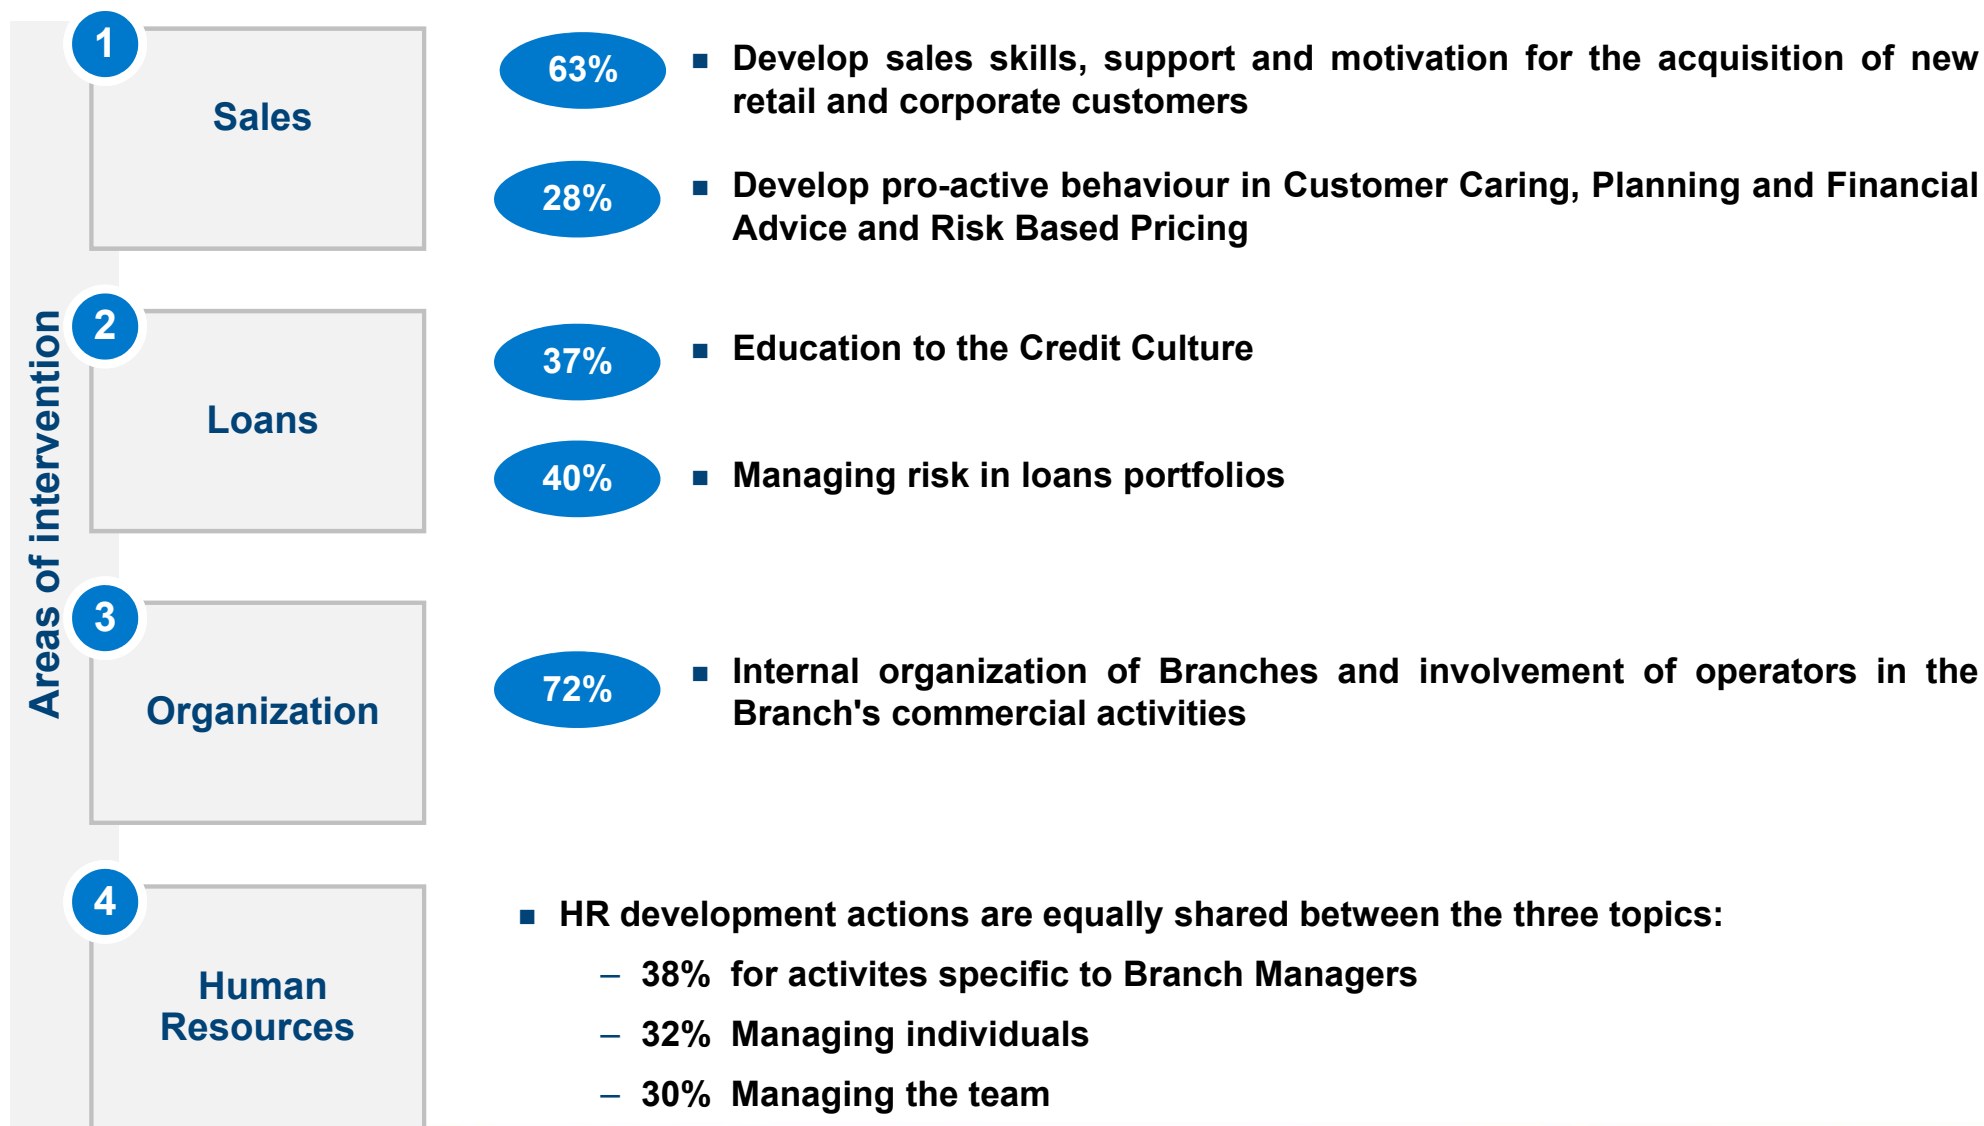 Areas of intervention
1
Sales
63%
▪ Develop sales skills, support and motivation for the acquisition of new
retail and corporate customers
28%
▪ Develop pro-active behaviour in Customer Caring, Planning and Financial
Advice and Risk Based Pricing
2
Loans
37%
▪ Education to the Credit Culture
40%
▪ Managing risk in loans portfolios
3
Organization
72%
▪ Internal organization of Branches and involvement of operators in the
Branch's commercial activities
4
Human
Resources
▪ HR development actions are equally shared between the three topics:
– 38% for activites specific to Branch Managers
– 32% Managing individuals
– 30% Managing the team